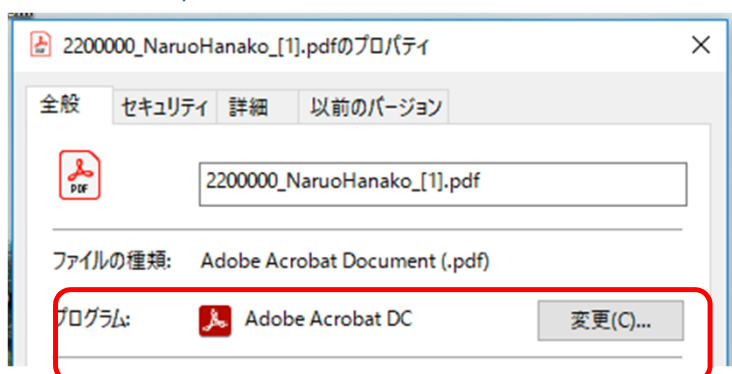 2200000_NaruoHanako_[1].pdfのプロパティ
全般 セキュリティ 詳細 以前のバージョン
PDF 2200000_NaruoHanako_[1].pdf
ファイルの種類: Adobe Acrobat Document (.pdf)
プログラム: Adobe Acrobat DC 変更(C)...